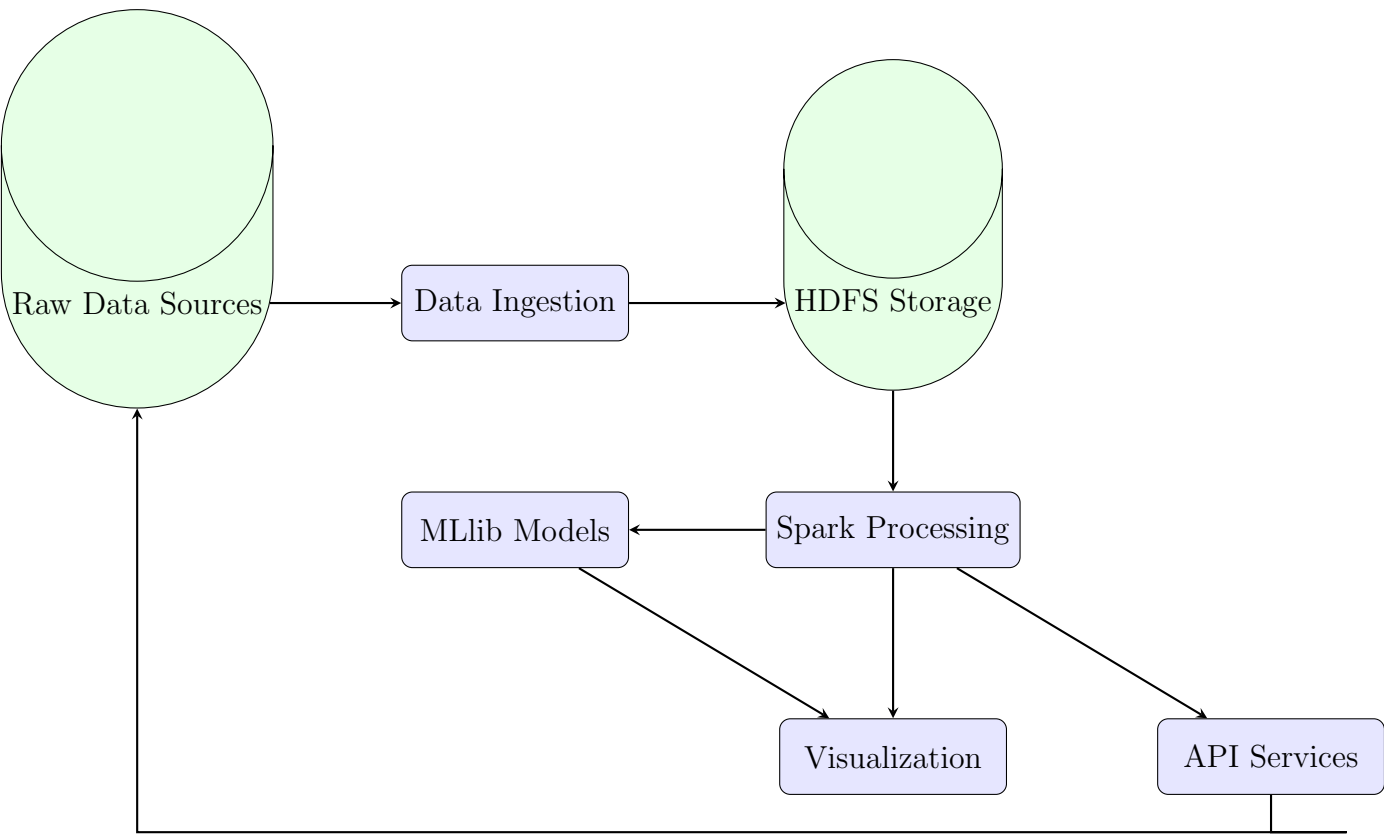 Raw Data Sources
Data Ingestion
HDFS Storage
MLlib Models
Spark Processing
Visualization
API Services